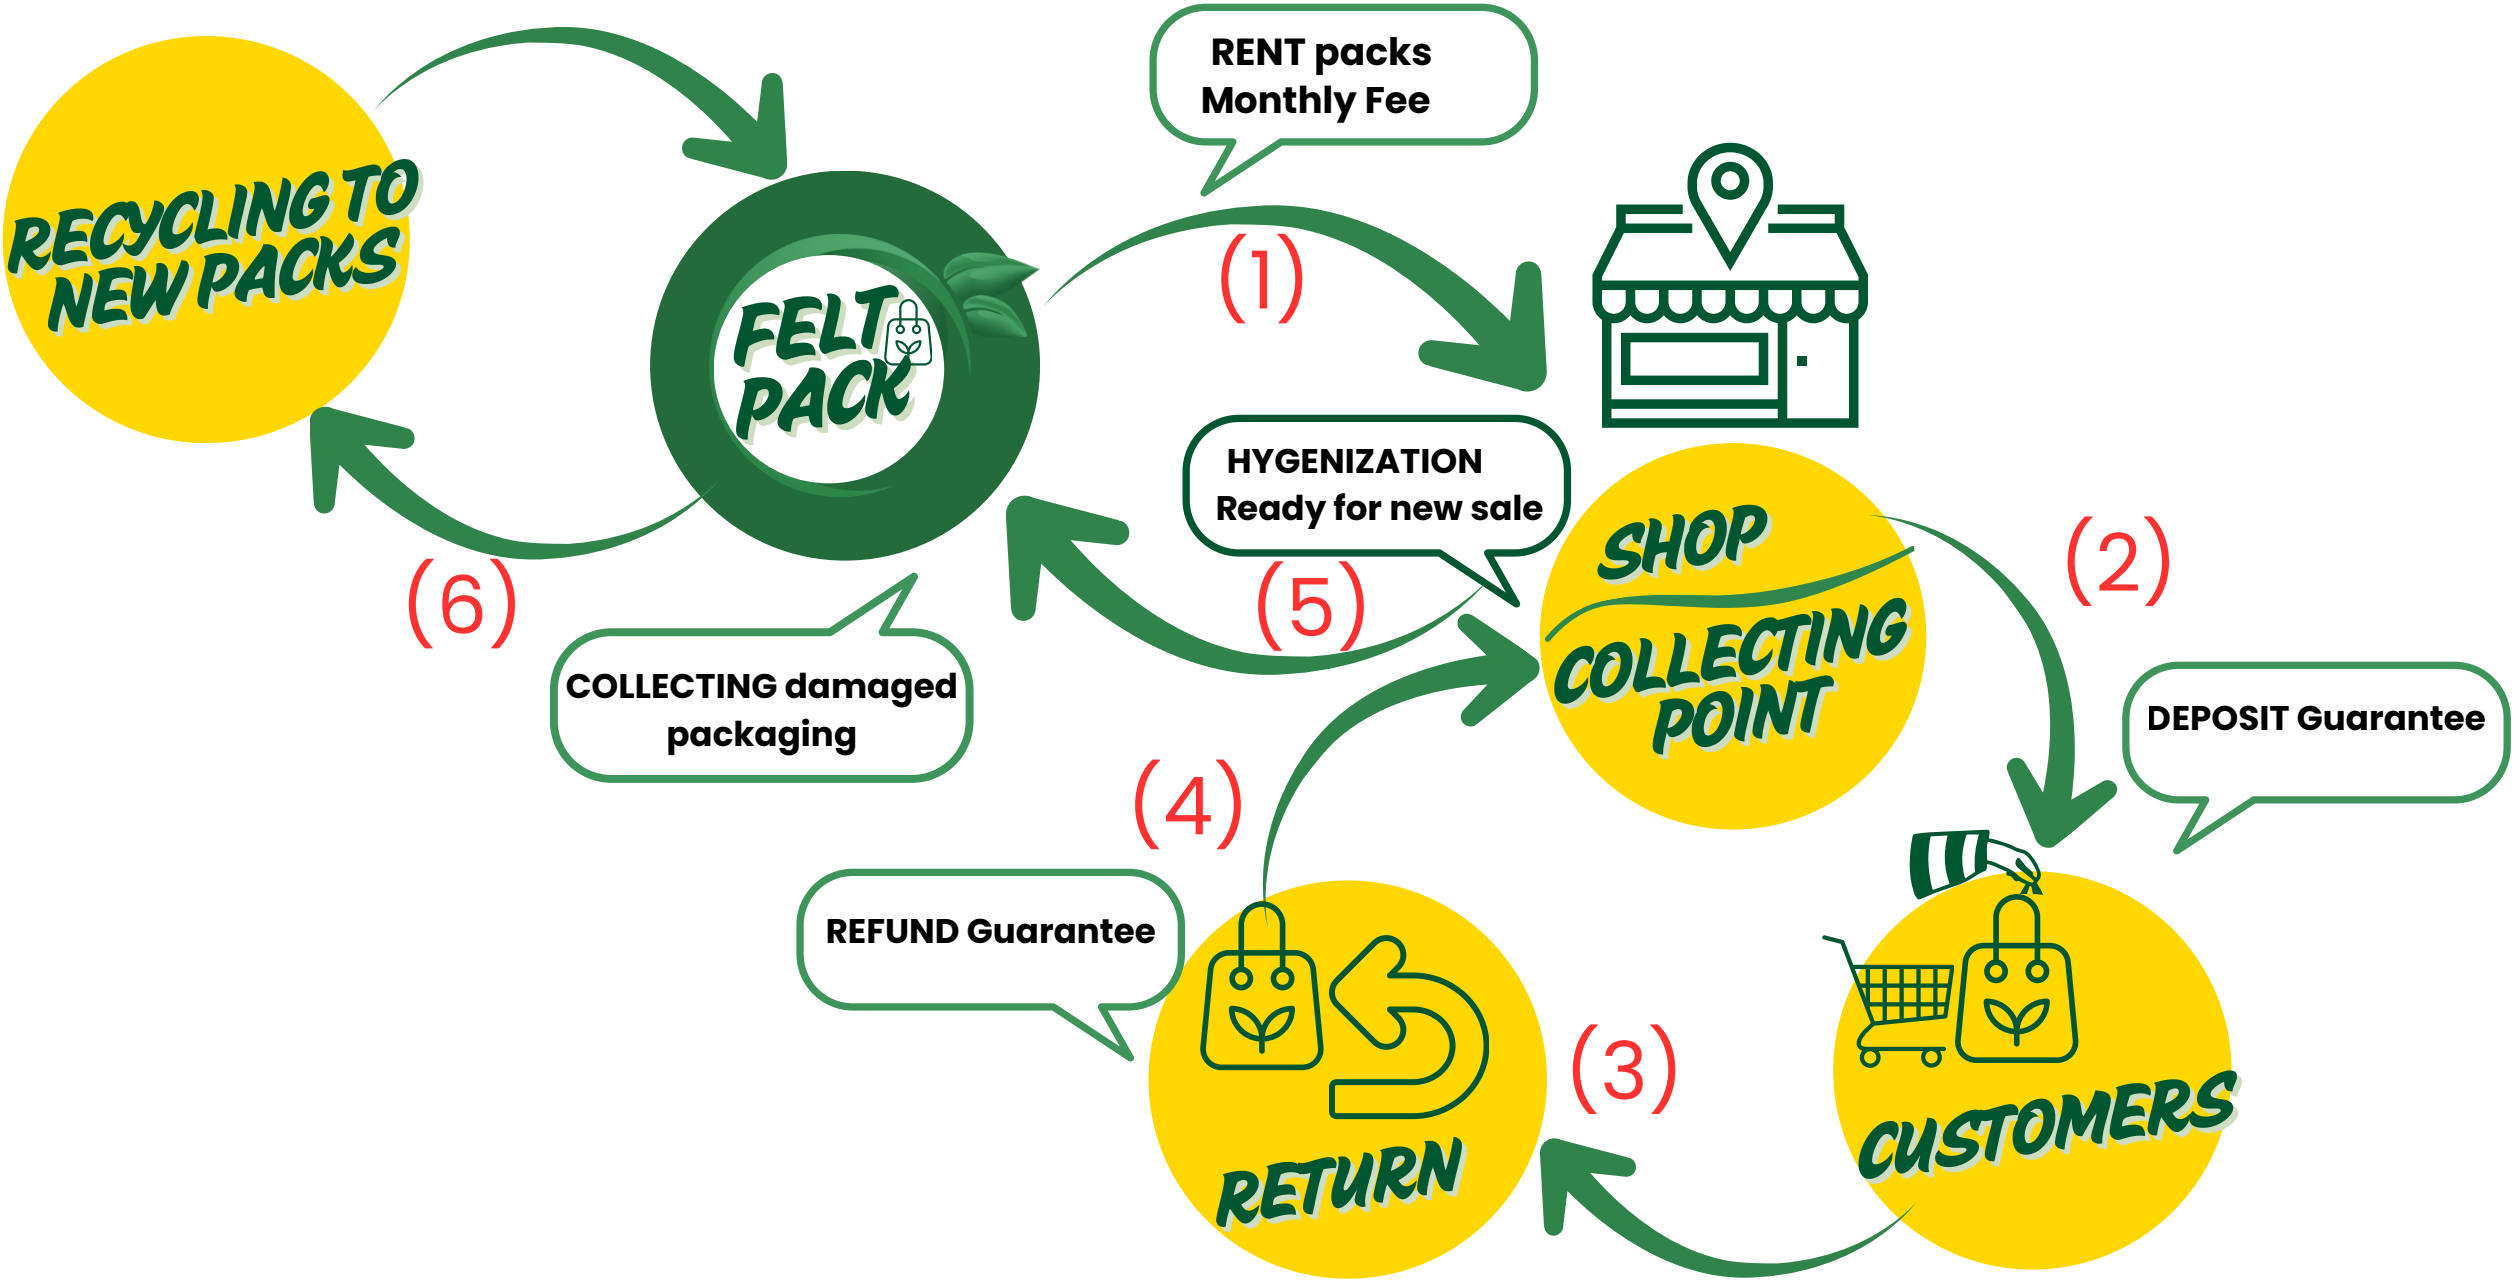 RENT packs
Monthly Fee
RECYCLING TO
NEW PACKS
FELT
PACK
(1)
HYGENIZATION
Ready for new sale
SHOP
COLLECTING
POINT
(2)
(5)
(6)
COLLECTING damaged
packaging
DEPOSIT Guarantee
(4)
REFUND Guarantee
(3)
CUSTOMERS
RETURN